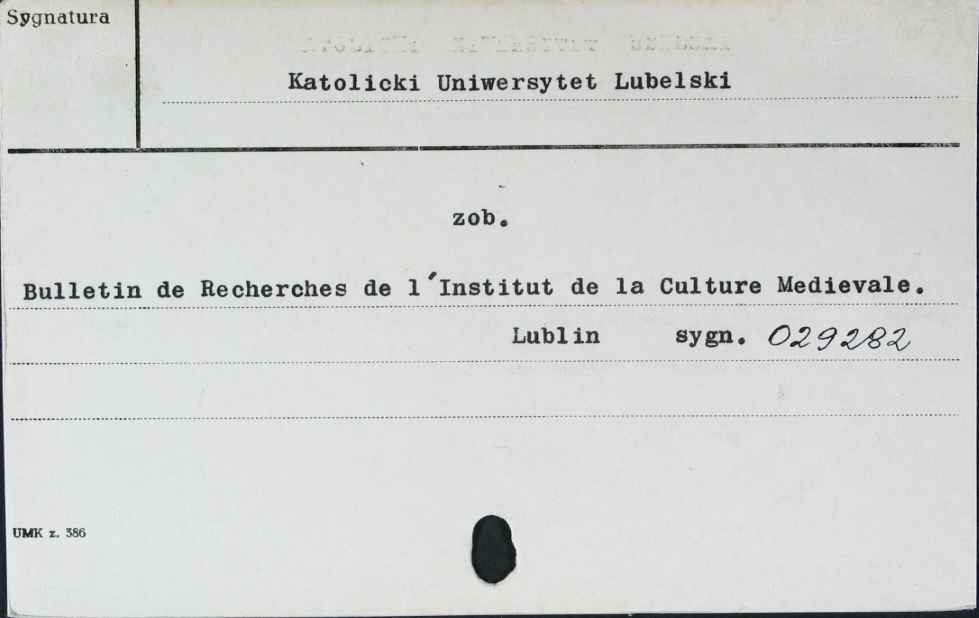 Sygnatura
Katolicki Uniwersytet Lubelski
zob.
Bulletin de Recherches de l'Institut de la Culture Medievale.
Lublin sygn. 029282
UMK z. 386